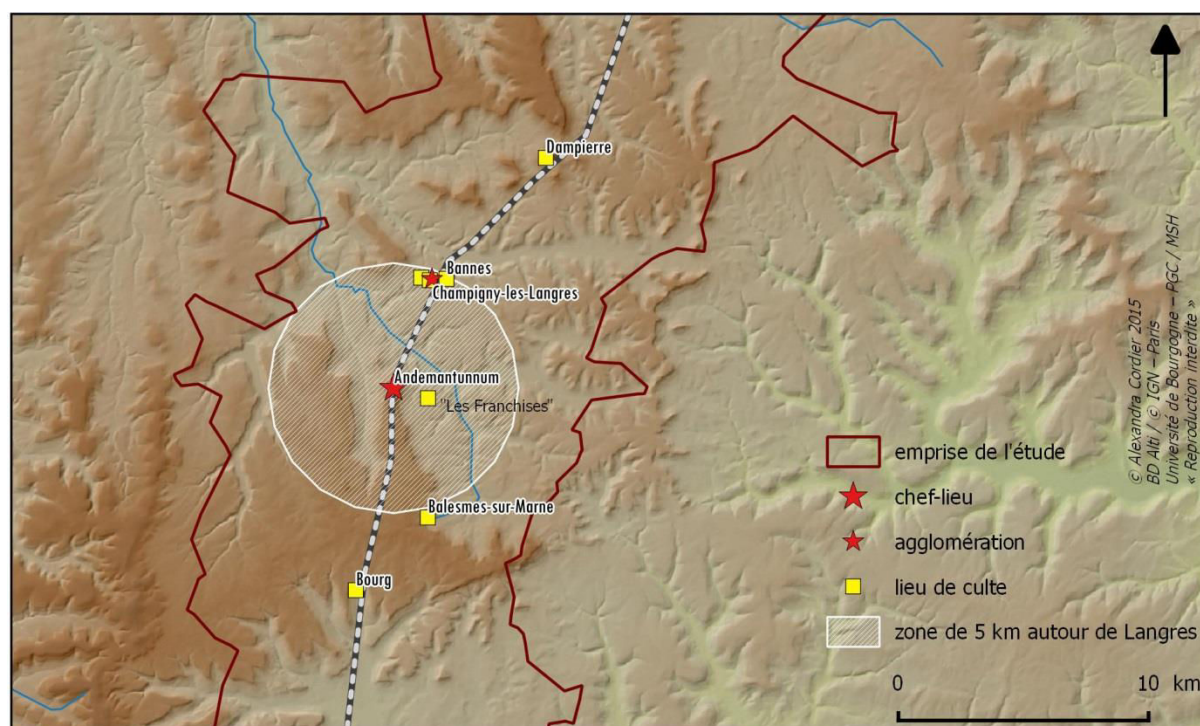 Dampierre
Bannes
Champigny-les-Langres
Andemantunnum
"Les Franchises"
Balesmes-sur-Marne
Bourg
emprise de l'étude
chef-lieu
agglomération
lieu de culte
zone de 5 km autour de Langres
0 10 km
© Alexandra Cordier 2015
BD Alti / © IGN – Paris
Université de Bourgogne – PGC / MSH
« Reproduction interdite »